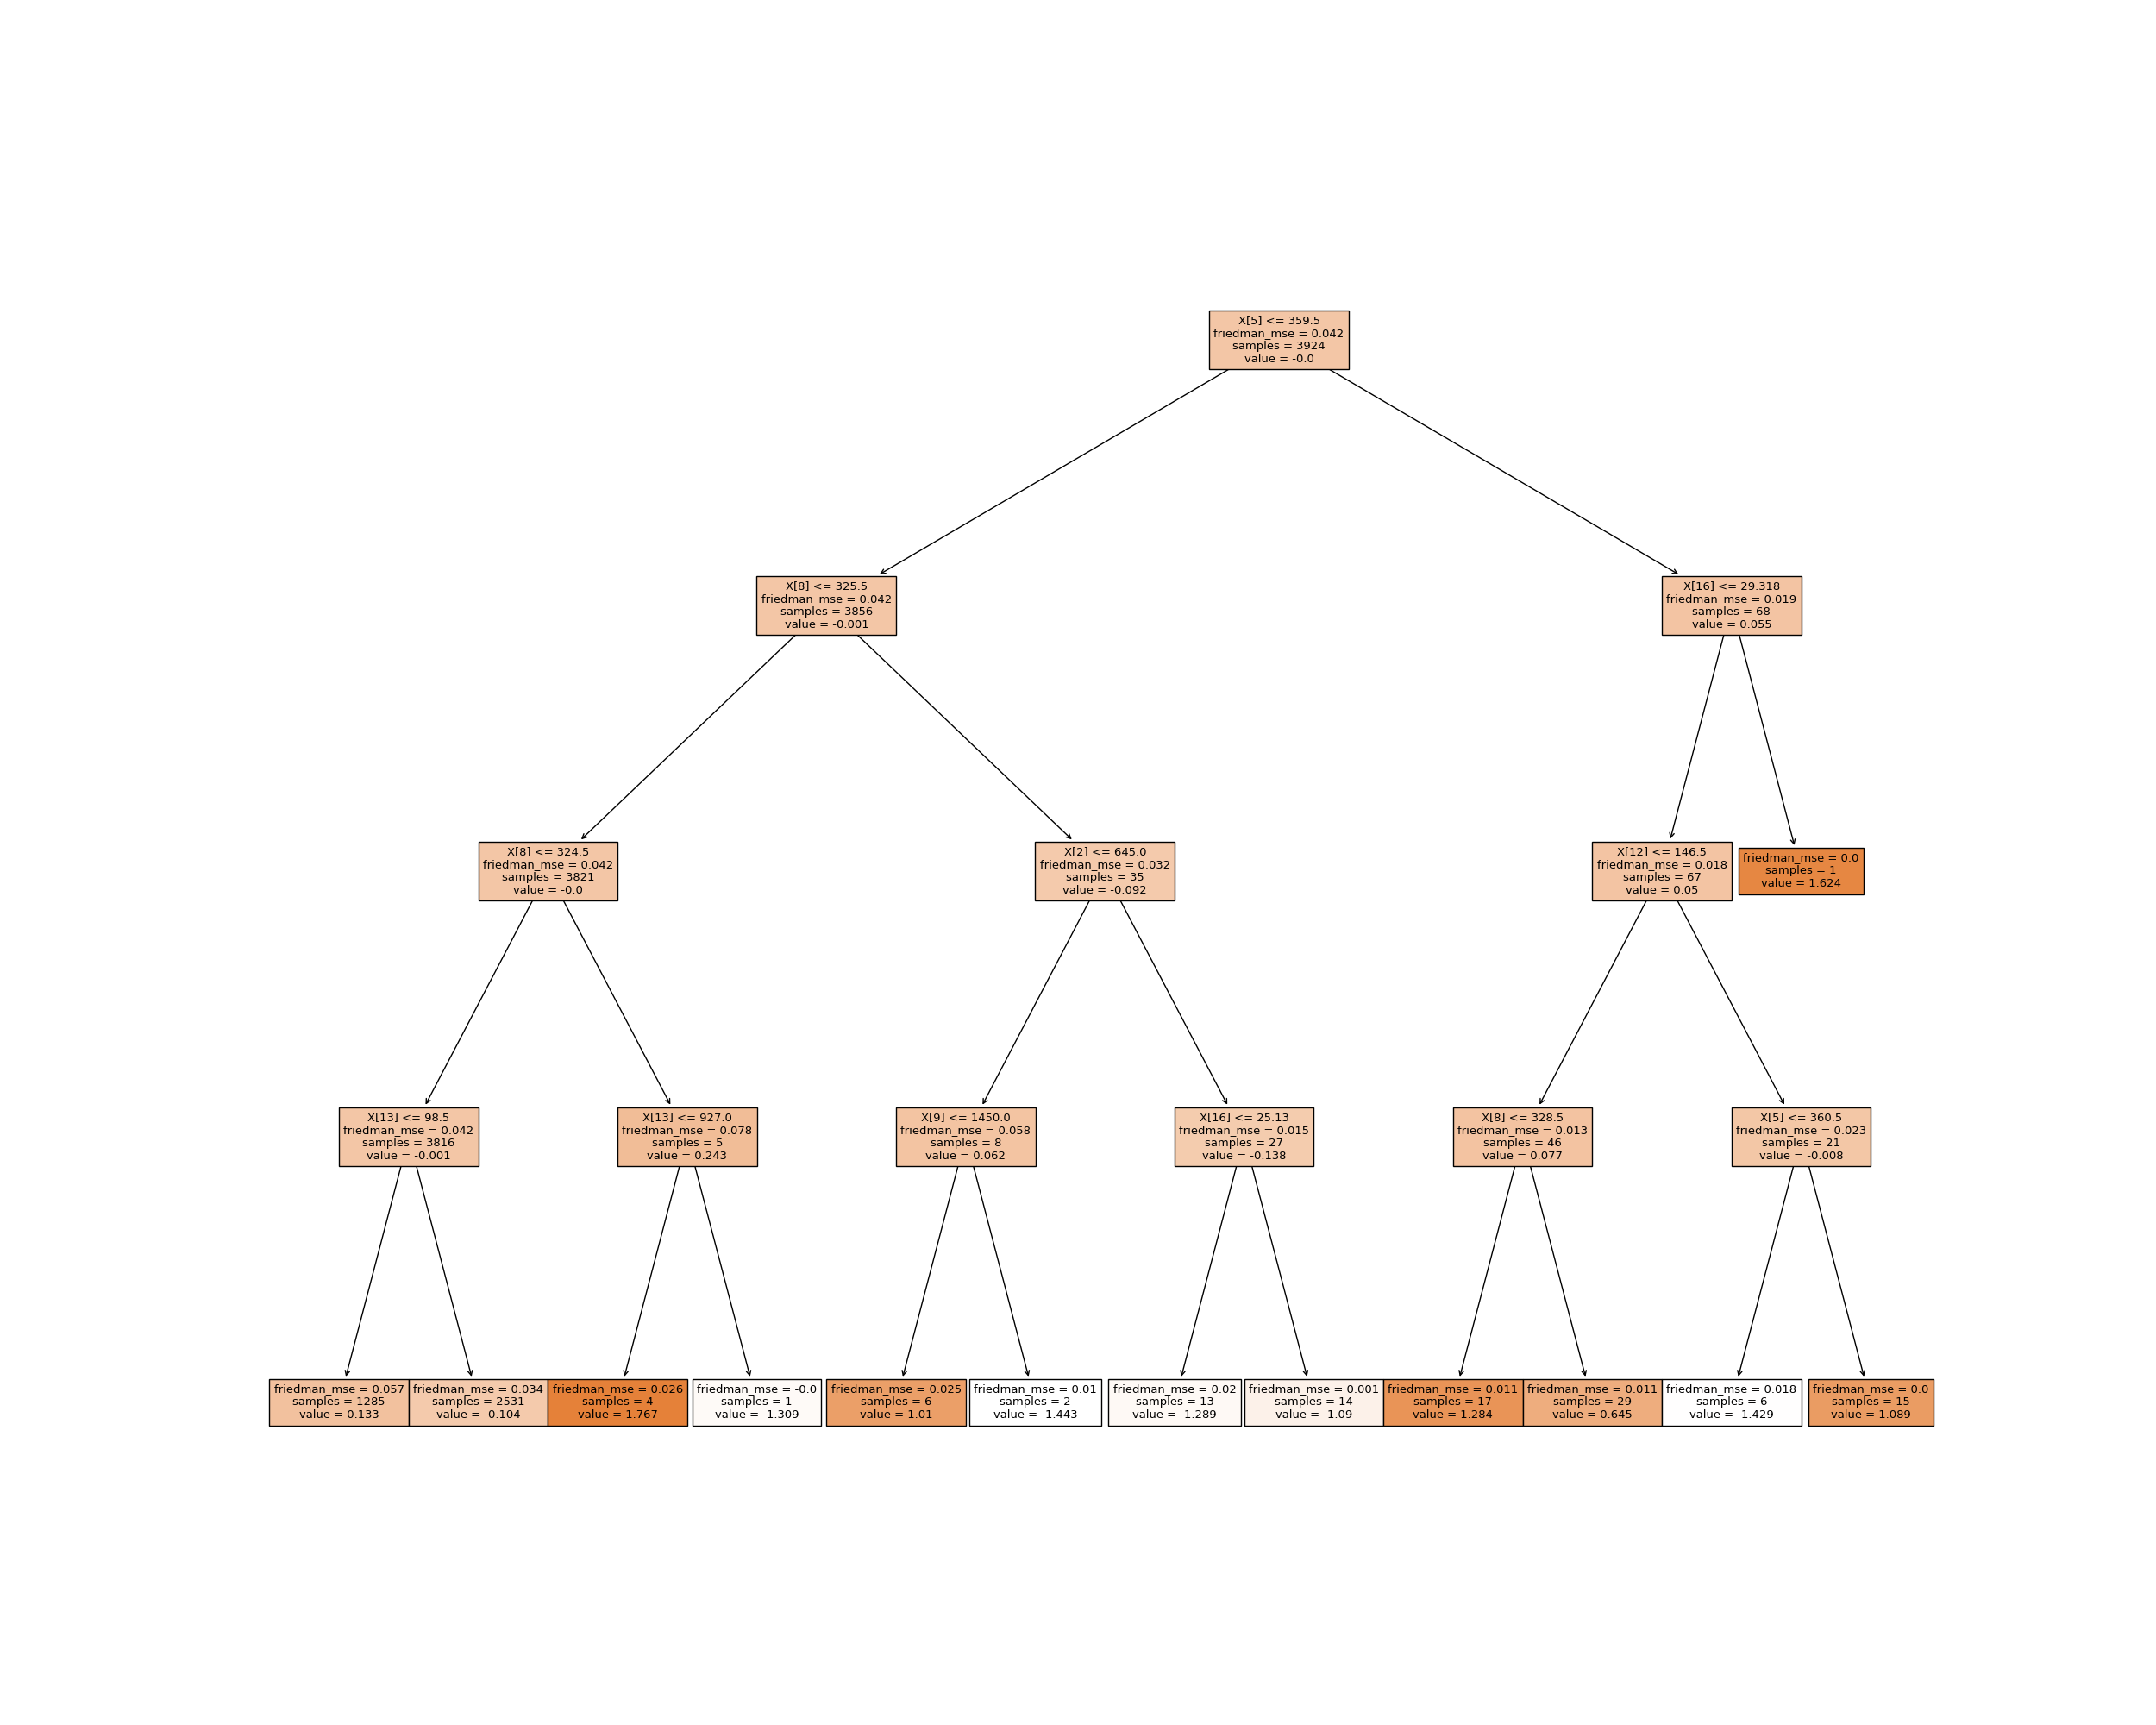 X[5] <= 359.5
friedman_mse = 0.042
samples = 3924
value = -0.0
X[8] <= 325.5
friedman_mse = 0.042
samples = 3856
value = -0.001
X[16] <= 29.318
friedman_mse = 0.019
samples = 68
value = 0.055
X[8] <= 324.5
friedman_mse = 0.042
samples = 3821
value = -0.0
X[2] <= 645.0
friedman_mse = 0.032
samples = 35
value = -0.092
X[12] <= 146.5
friedman_mse = 0.018
samples = 67
value = 0.05
friedman_mse = 0.0
samples = 1
value = 1.624
X[13] <= 98.5
friedman_mse = 0.042
samples = 3816
value = -0.001
X[13] <= 927.0
friedman_mse = 0.078
samples = 5
value = 0.243
X[9] <= 1450.0
friedman_mse = 0.058
samples = 8
value = 0.062
X[16] <= 25.13
friedman_mse = 0.015
samples = 27
value = -0.138
X[8] <= 328.5
friedman_mse = 0.013
samples = 46
value = 0.077
X[5] <= 360.5
friedman_mse = 0.023
samples = 21
value = -0.008
friedman_mse = 0.057
samples = 1285
value = 0.133
friedman_mse = 0.034
samples = 2531
value = -0.104
friedman_mse = 0.026
samples = 4
value = 1.767
friedman_mse = -0.0
samples = 1
value = -1.309
friedman_mse = 0.025
samples = 6
value = 1.01
friedman_mse = 0.01
samples = 2
value = -1.443
friedman_mse = 0.02
samples = 13
value = -1.289
friedman_mse = 0.001
samples = 14
value = -1.09
friedman_mse = 0.011
samples = 17
value = 1.284
friedman_mse = 0.011
samples = 29
value = 0.645
friedman_mse = 0.018
samples = 6
value = -1.429
friedman_mse = 0.0
samples = 15
value = 1.089